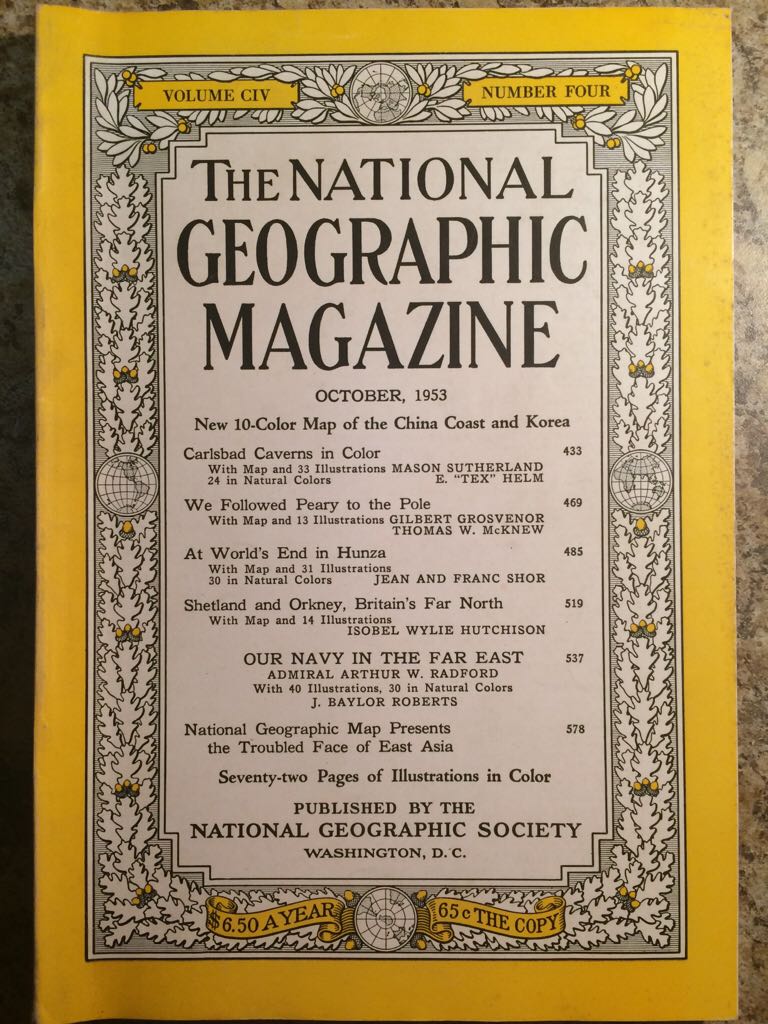 VOLUME CIV
NUMBER FOUR
THE NATIONAL
GEOGRAPHIC
MAGAZINE
OCTOBER, 1953
New 10-Color Map of the China Coast and Korea
Carlsbad Caverns in Color 433
With Map and 33 Illustrations MASON SUTHERLAND
24 in Natural Colors E. "TEX" HELM
We Followed Peary to the Pole 469
With Map and 13 Illustrations GILBERT GROSVENOR
THOMAS W. McKNEW
At World's End in Hunza 485
With Map and 31 Illustrations
30 in Natural Colors JEAN AND FRANC SHOR
Shetland and Orkney, Britain's Far North 519
With Map and 14 Illustrations
ISOBEL WYLIE HUTCHISON
OUR NAVY IN THE FAR EAST 537
ADMIRAL ARTHUR W. RADFORD
With 40 Illustrations, 30 in Natural Colors
J. BAYLOR ROBERTS
National Geographic Map Presents 578
the Troubled Face of East Asia
Seventy-two Pages of Illustrations in Color
PUBLISHED BY THE
NATIONAL GEOGRAPHIC SOCIETY
WASHINGTON, D.C.
$6.50 A YEAR
65c THE COPY